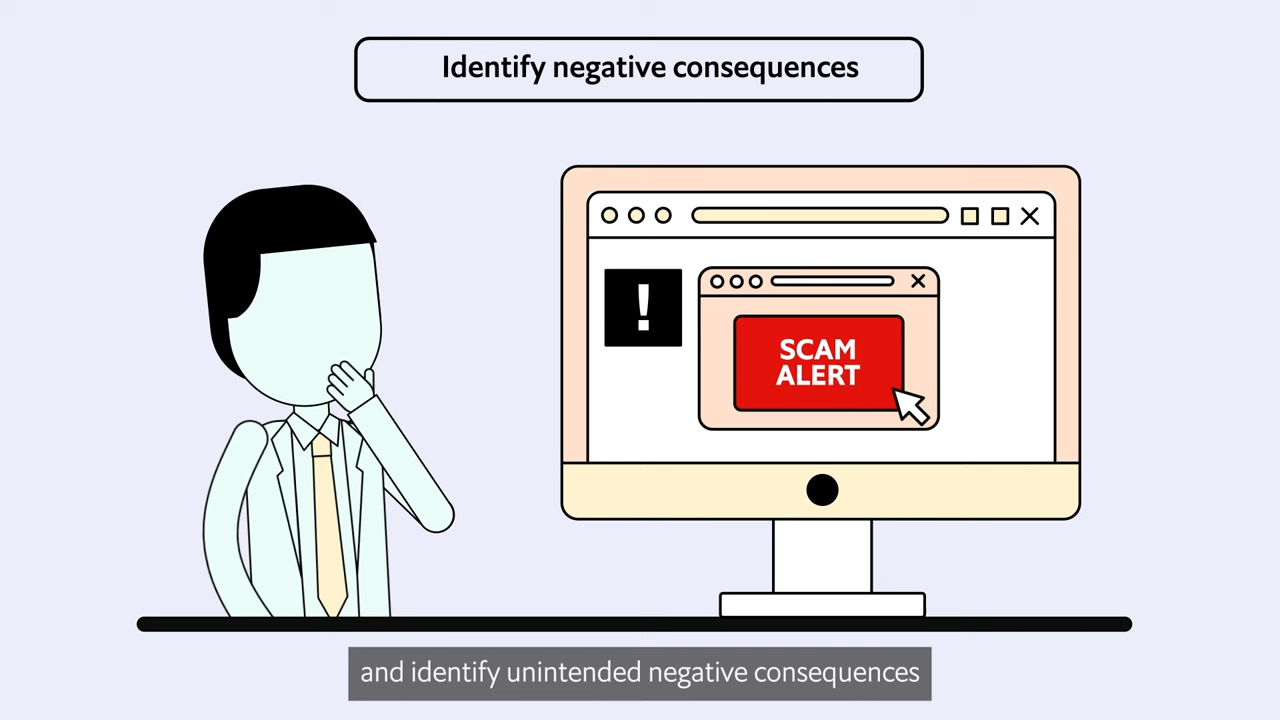 Identify negative consequences
!
SCAM
ALERT
and identify unintended negative consequences